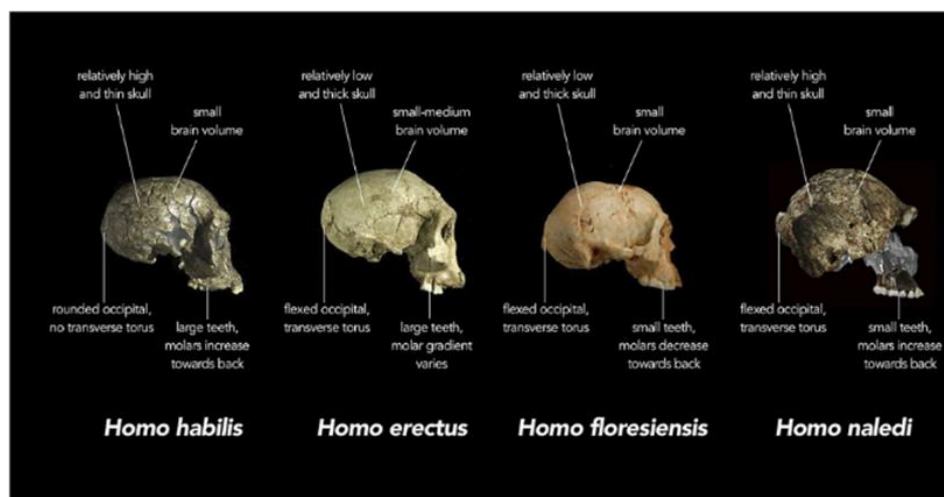 relatively high
and thin skull
small
brain volume
rounded occipital,
no transverse torus
large teeth,
molars increase
towards back
Homo habilis
relatively low
and thick skull
small-medium
brain volume
flexed occipital,
transverse torus
large teeth,
molar gradient
varies
Homo erectus
relatively low
and thick skull
small
brain volume
flexed occipital,
transverse torus
small teeth,
molars decrease
towards back
Homo floresiensis
relatively high
and thin skull
small
brain volume
flexed occipital,
transverse torus
small teeth,
molars increase
towards back
Homo naledi